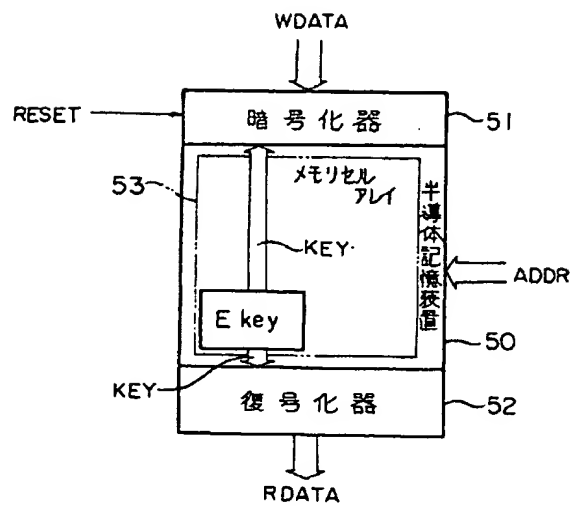 WDATA
RESET
暗号化器
51
53
メモリセル
アレイ
半導体記憶装置
KEY
ADDR
E key
50
KEY
復号化器
52
RDATA